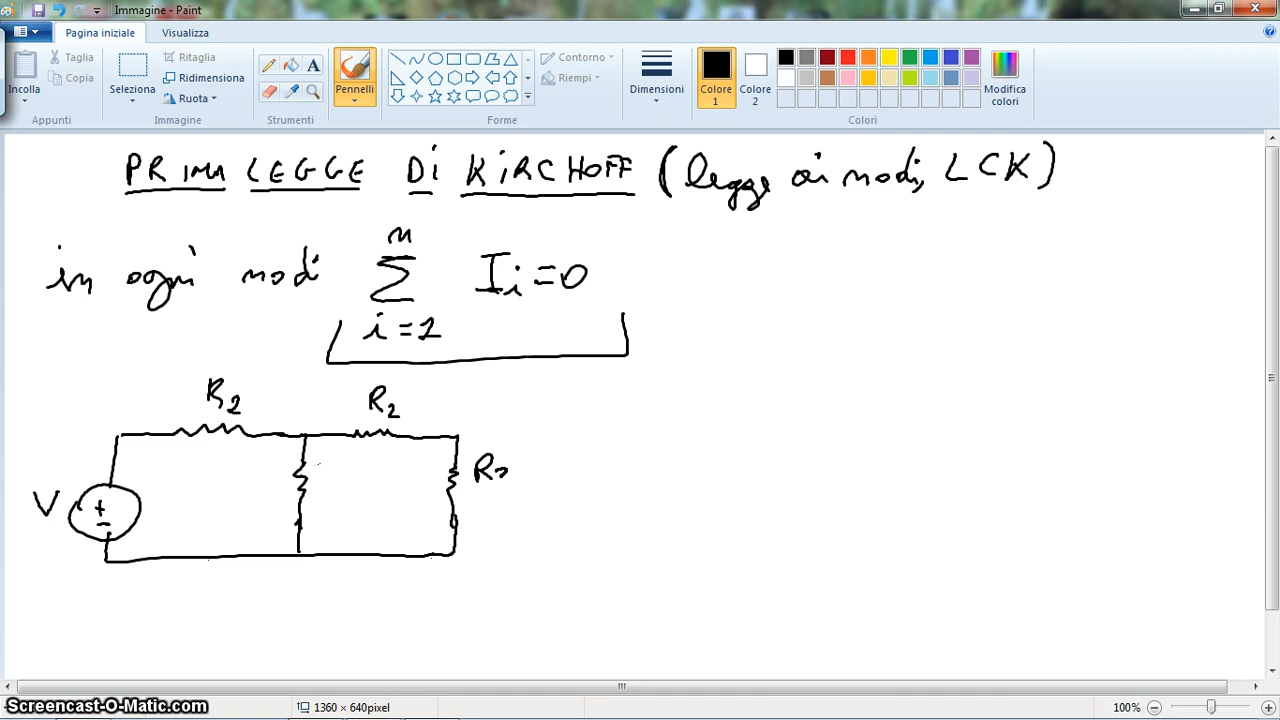 Immagine - Paint
Pagina iniziale Visualizza
Incolla Taglia Copia Appunti
Seleziona Ritaglia Ridimensiona Ruota Immagine
A Strumenti
Pennelli
Contorno Riempi Forme
Dimensioni
Colore 1 Colore 2 Modifica colori Colori
PRIMA LEGGE Di KiRCHOFF (legge ai nodi, LCK)
in ogni nodi n Σ i=1 Ii=0
R2 R2
R3
V + -
Screencast-O-Matic.com 1360 × 640pixel 100%